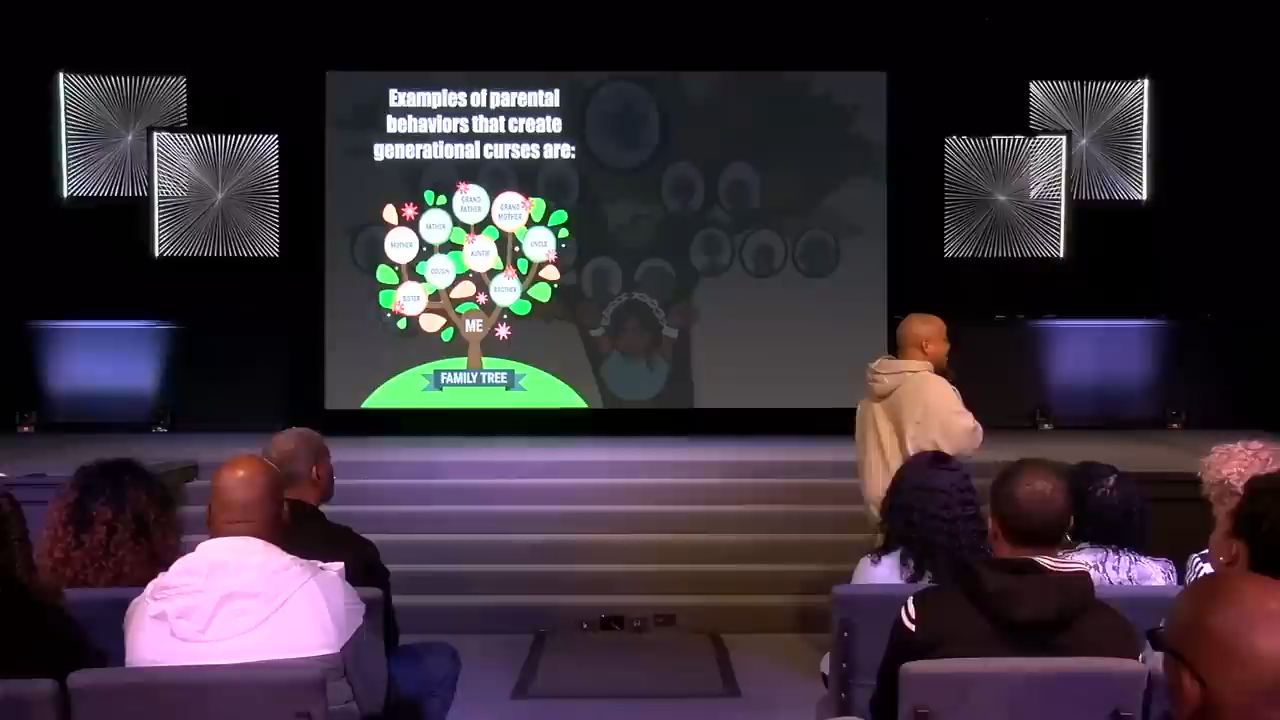 Examples of parental
behaviors that create
generational curses are:
GRAND
FATHER
GRAND
MOTHER
FATHER
MOTHER
AUNTIE
UNCLE
COUSIN
BROTHER
SISTER
ME
FAMILY TREE